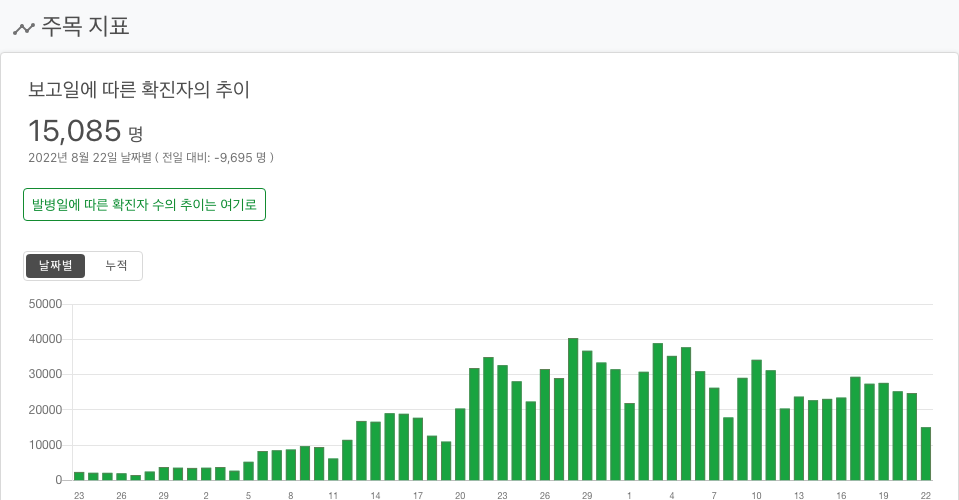 주목 지표
보고일에 따른 확진자의 추이
15,085 명
2022년 8월 22일 날짜별 ( 전일 대비: -9,695 명 )
발병일에 따른 확진자 수의 추이는 여기로
날짜별 누적
50000
40000
30000
20000
10000
0
23 26 29 2 5 8 11 14 17 20 23 26 29 1 4 7 10 13 16 19 22